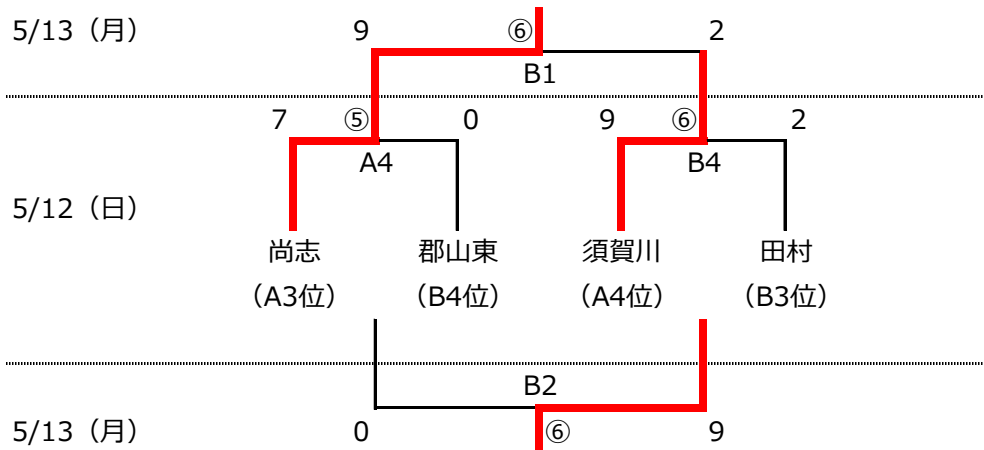 5/13（月） 9 ⑥ 2
B1
7 ⑤ 0 9 ⑥ 2
A4 B4
5/12（日）
尚志 郡山東 須賀川 田村
（A3位） （B4位） （A4位） （B3位）
B2
5/13（月） 0 ⑥ 9